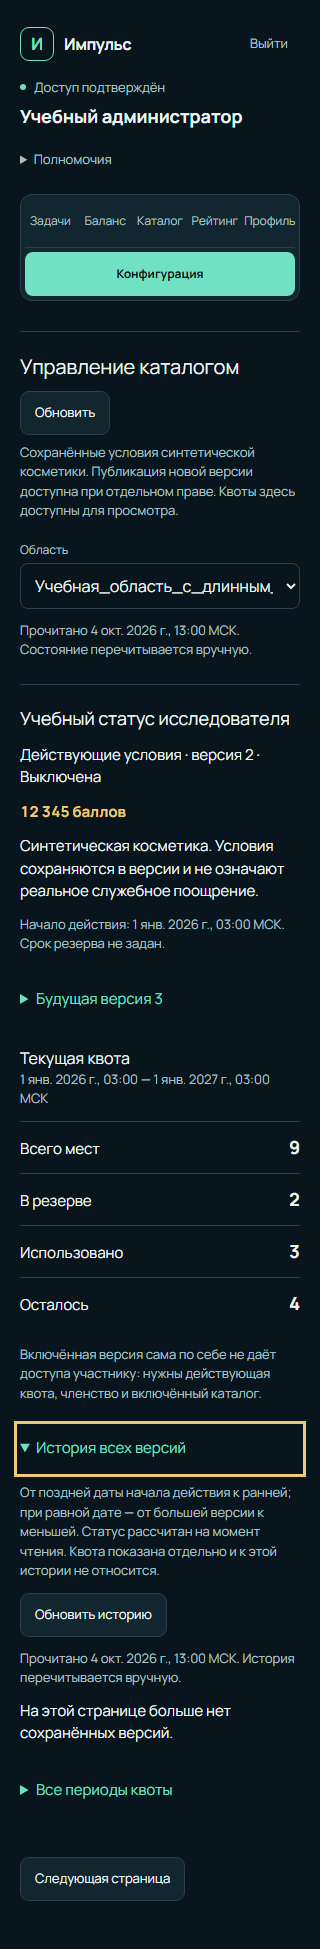 И Импульс Выйти
Доступ подтверждён
Учебный администратор
Полномочия
Задачи Баланс Каталог Рейтинг Профиль
Конфигурация
Управление каталогом
Обновить
Сохранённые условия синтетической
косметики. Публикация новой версии
доступна при отдельном праве. Квоты здесь
доступны для просмотра.
Область
Учебная_область_с_длинным_
Прочитано 4 окт. 2026 г., 13:00 МСК.
Состояние перечитывается вручную.
Учебный статус исследователя
Действующие условия · версия 2 ·
Выключена
12 345 баллов
Синтетическая косметика. Условия
сохраняются в версии и не означают
реальное служебное поощрение.
Начало действия: 1 янв. 2026 г., 03:00 МСК.
Срок резерва не задан.
Будущая версия 3
Текущая квота
1 янв. 2026 г., 03:00 — 1 янв. 2027 г., 03:00
МСК
Всего мест 9
В резерве 2
Использовано 3
Осталось 4
Включённая версия сама по себе не даёт
доступа участнику: нужны действующая
квота, членство и включённый каталог.
История всех версий
От поздней даты начала действия к ранней;
при равной дате — от большей версии к
меньшей. Статус рассчитан на момент
чтения. Квота показана отдельно и к этой
истории не относится.
Обновить историю
Прочитано 4 окт. 2026 г., 13:00 МСК. История
перечитывается вручную.
На этой странице больше нет
сохранённых версий.
Все периоды квоты
Следующая страница